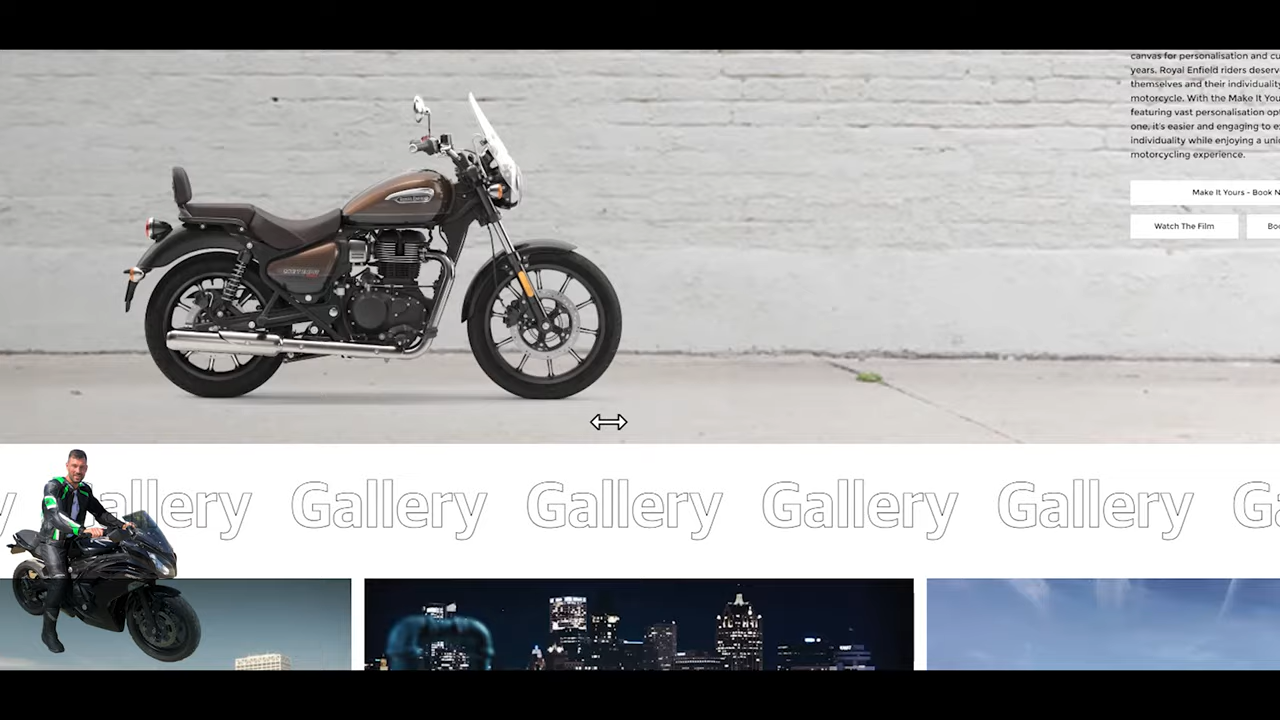 canvas for personalisation and cu
years. Royal Enfield riders deserv
themselves and their individuality
motorcycle. With the Make It You
featuring vast personalisation opt
one, it's easier and engaging to e
individuality while enjoying a uni
motorcycling experience.
Make It Yours - Book N
Watch The Film
Boo
y allery Gallery Gallery Gallery Gallery Ga